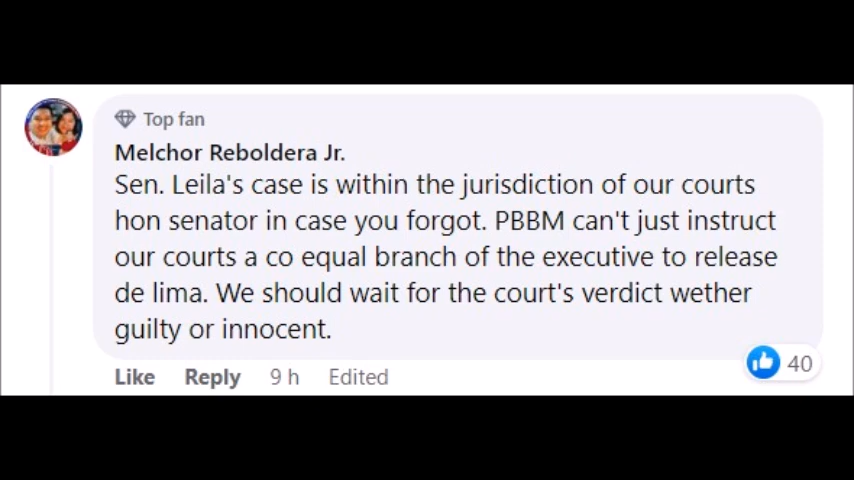 Top fan
Melchor Reboldera Jr.
Sen. Leila's case is within the jurisdiction of our courts
hon senator in case you forgot. PBBM can't just instruct
our courts a co equal branch of the executive to release
de lima. We should wait for the court's verdict wether
guilty or innocent.
40
Like Reply 9 h Edited